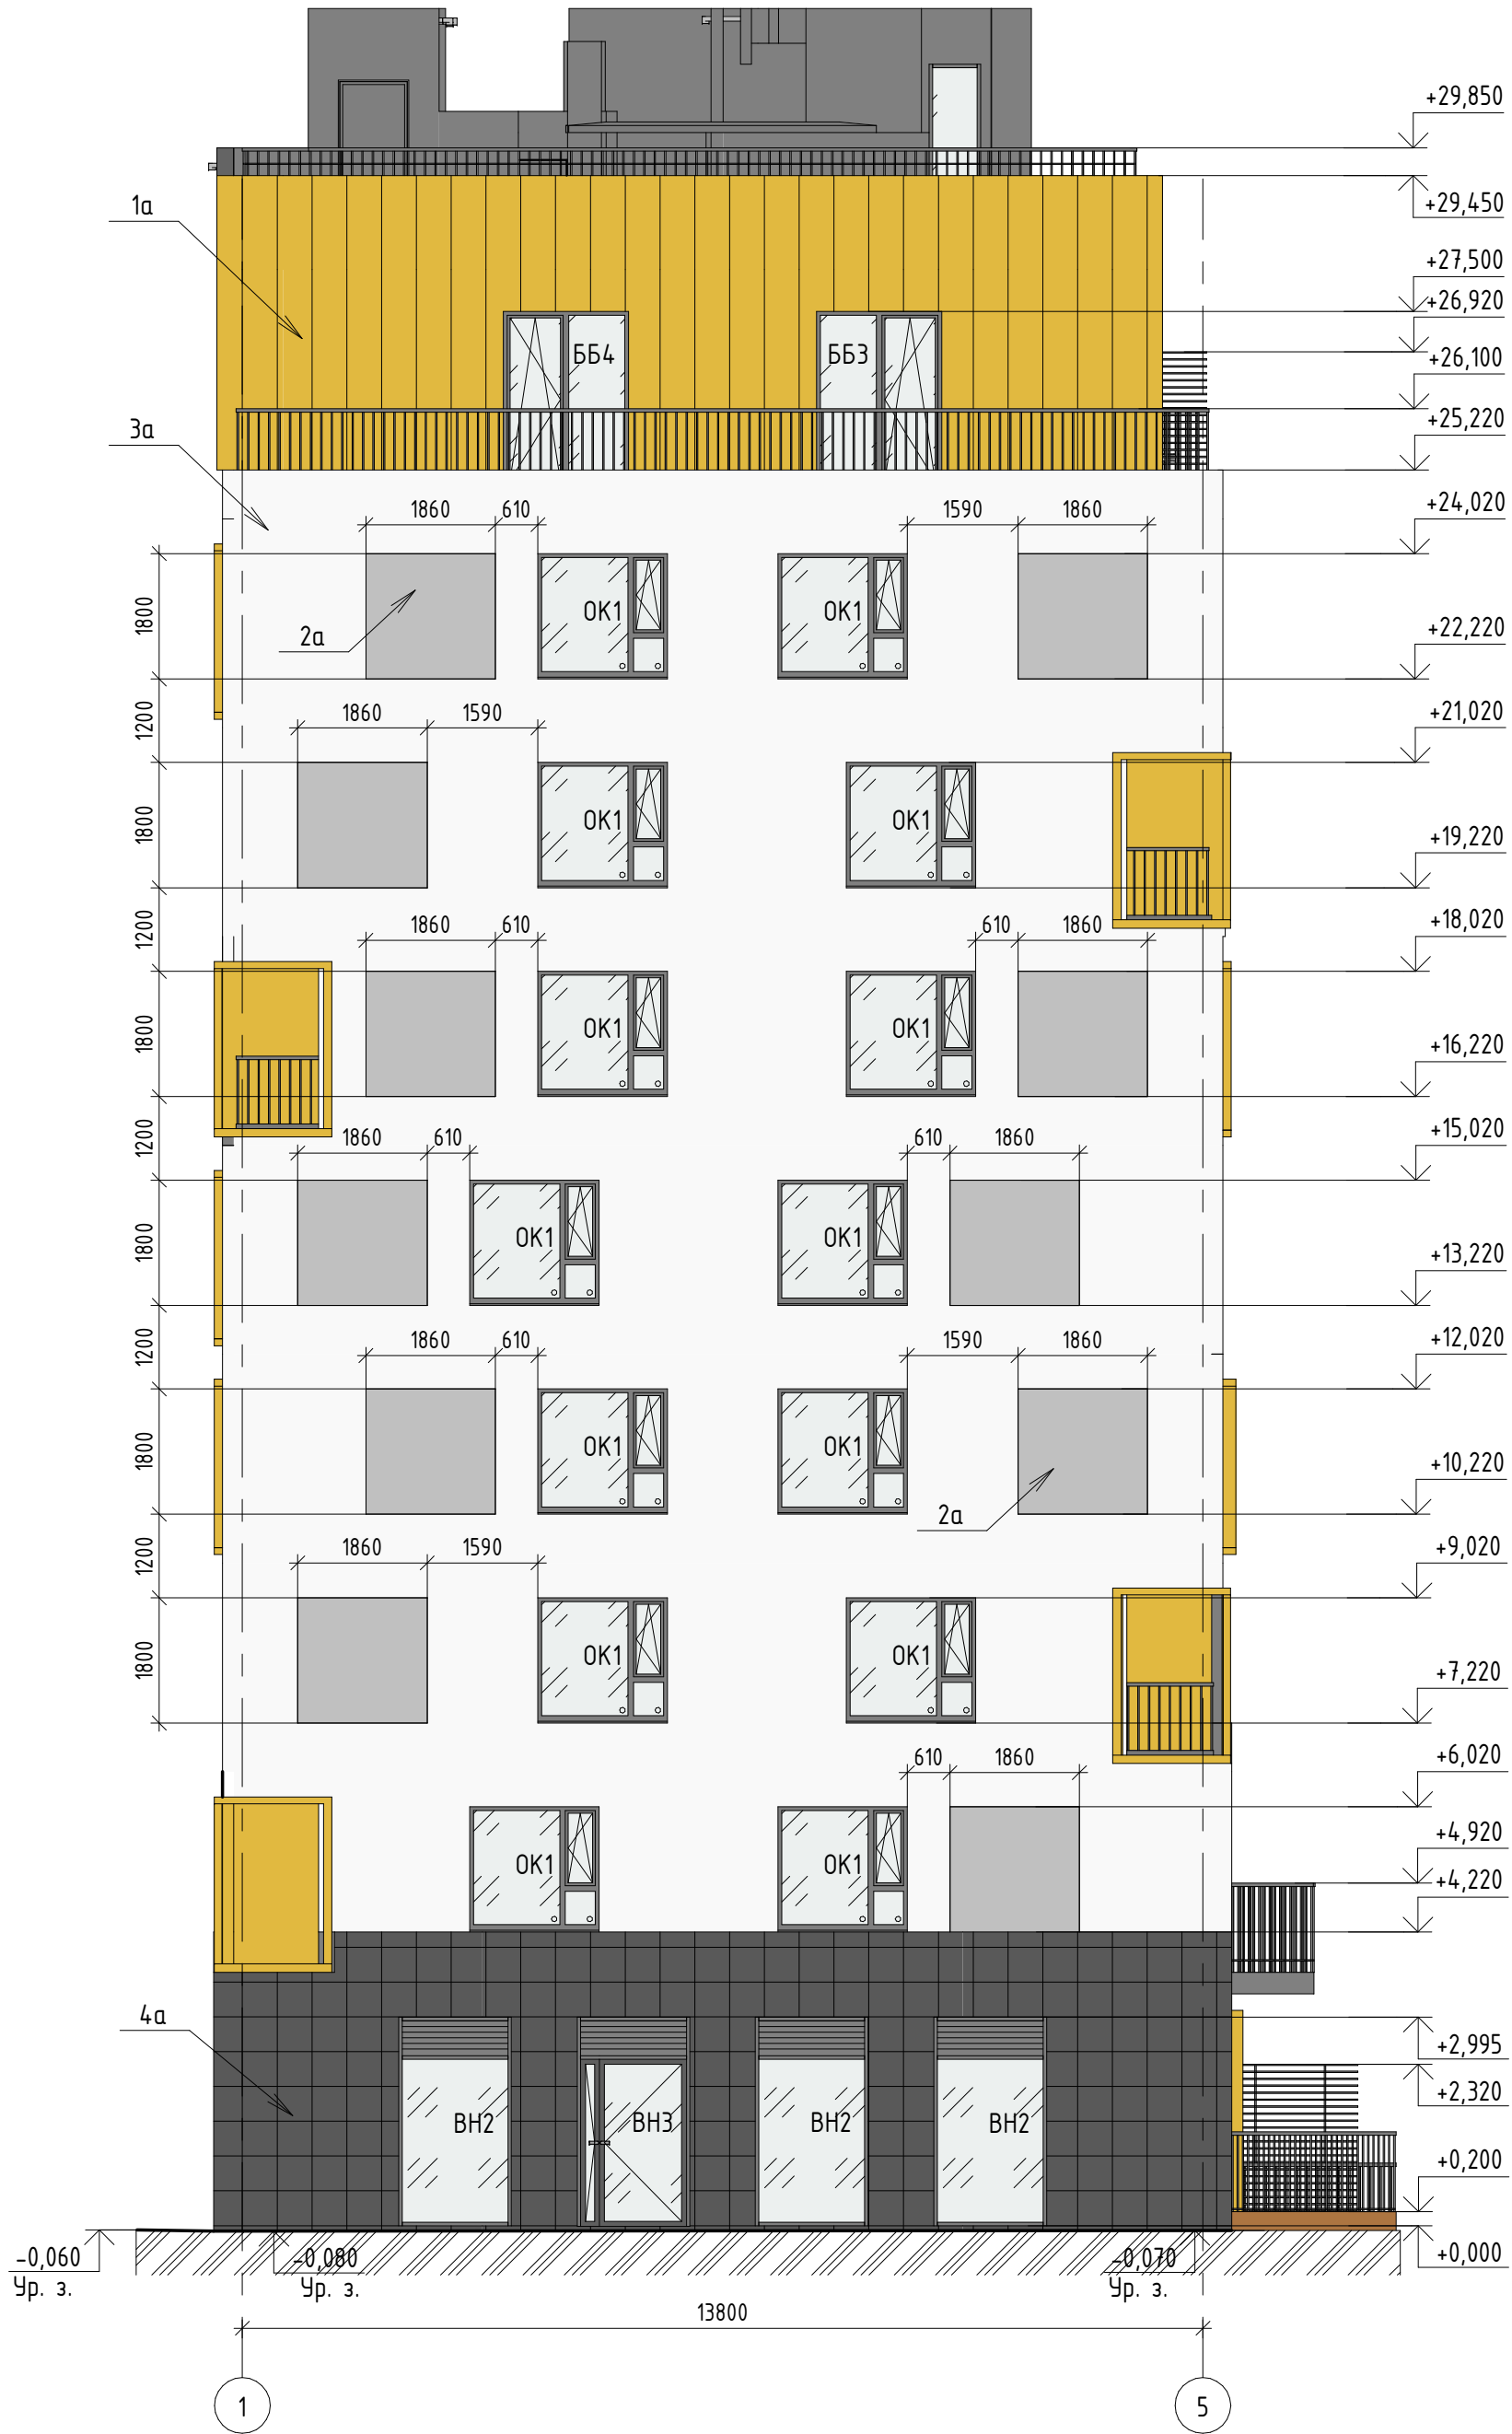 +29,850
1а
+29,450
+27,500
+26,920
ББ4
ББ3
+26,100
3а
+25,220
1860
610
1590
1860
+24,020
1800
ОК1
ОК1
2а
+22,220
1200
1860
1590
+21,020
1800
ОК1
ОК1
+19,220
1200
1860
610
610
1860
+18,020
1800
ОК1
ОК1
+16,220
1200
1860
610
610
1860
+15,020
1800
ОК1
ОК1
+13,220
1200
1860
610
1590
1860
+12,020
1800
ОК1
ОК1
+10,220
2а
1200
1860
1590
+9,020
1800
ОК1
ОК1
+7,220
610
1860
+6,020
ОК1
ОК1
+4,920
+4,220
4а
+2,995
+2,320
ВН2
ВН3
ВН2
ВН2
+0,200
-0,060
Ур. з.
-0,080
Ур. з.
-0,070
Ур. з.
+0,000
13800
1
5